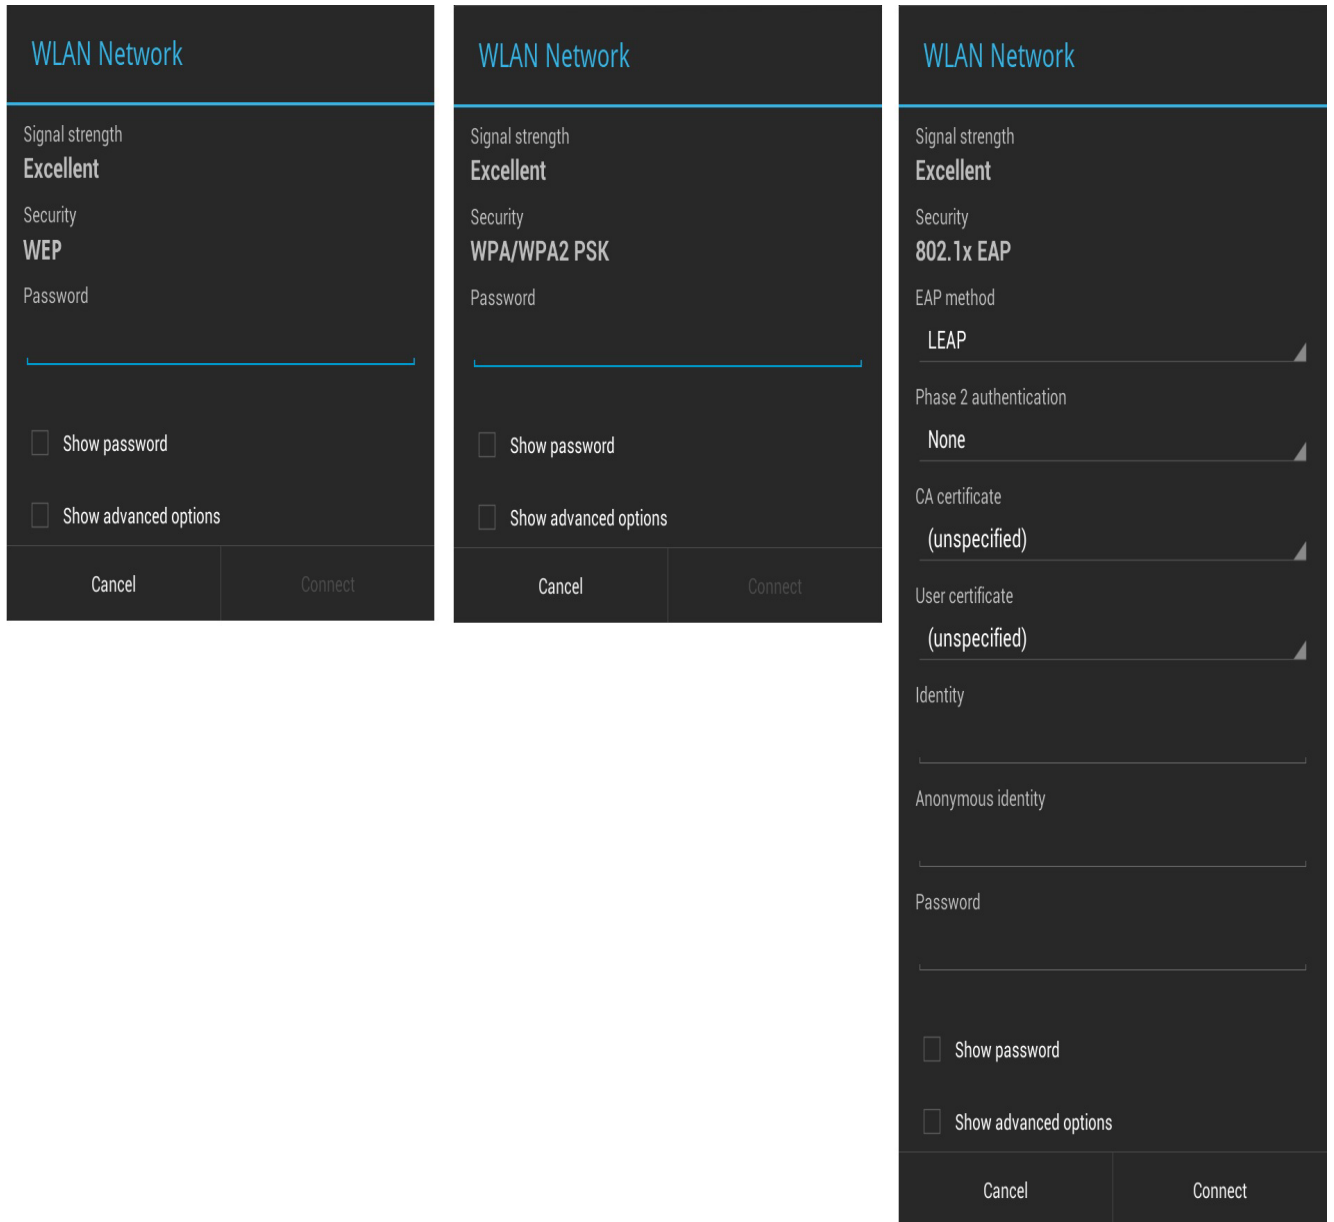 WLAN Network
Signal strength
Excellent
Security
WEP
Password
Show password
Show advanced options
Cancel
Connect
WLAN Network
Signal strength
Excellent
Security
WPA/WPA2 PSK
Password
Show password
Show advanced options
Cancel
Connect
WLAN Network
Signal strength
Excellent
Security
802.1x EAP
EAP method
LEAP
Phase 2 authentication
None
CA certificate
(unspecified)
User certificate
(unspecified)
Identity
Anonymous identity
Password
Show password
Show advanced options
Cancel
Connect